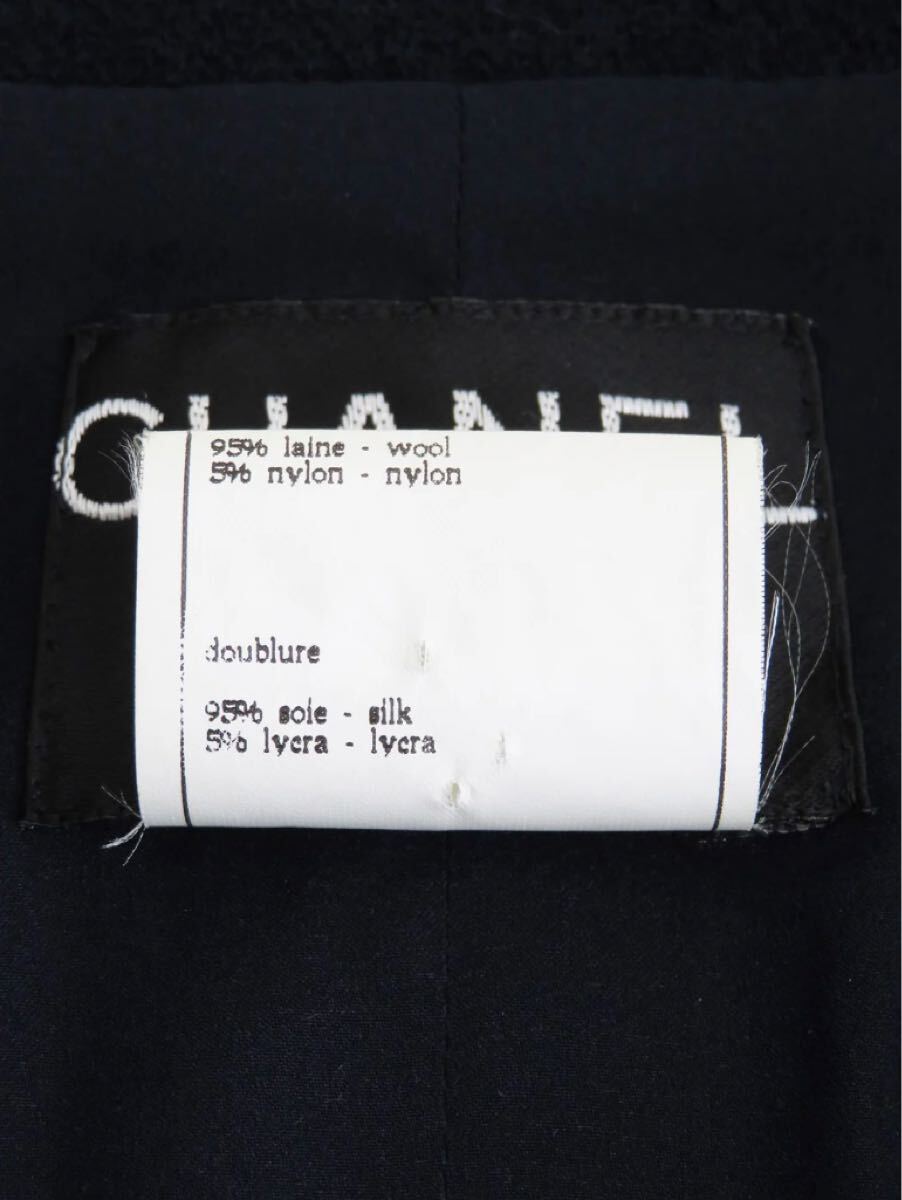 CHANEL
95% laine - wool
5% nylon - nylon
doublure
95% soie - silk
5% lycra - lycra